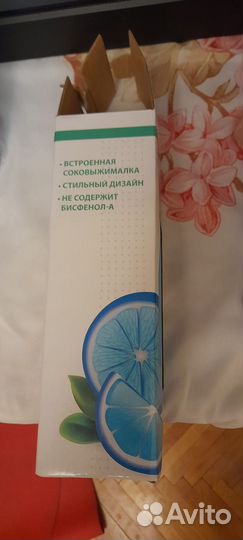 • ВСТРОЕННАЯ
СОКОВЫЖИМАЛКА
• СТИЛЬНЫЙ ДИЗАЙН
• НЕ СОДЕРЖИТ
БИСФЕНОЛ-А
Avito